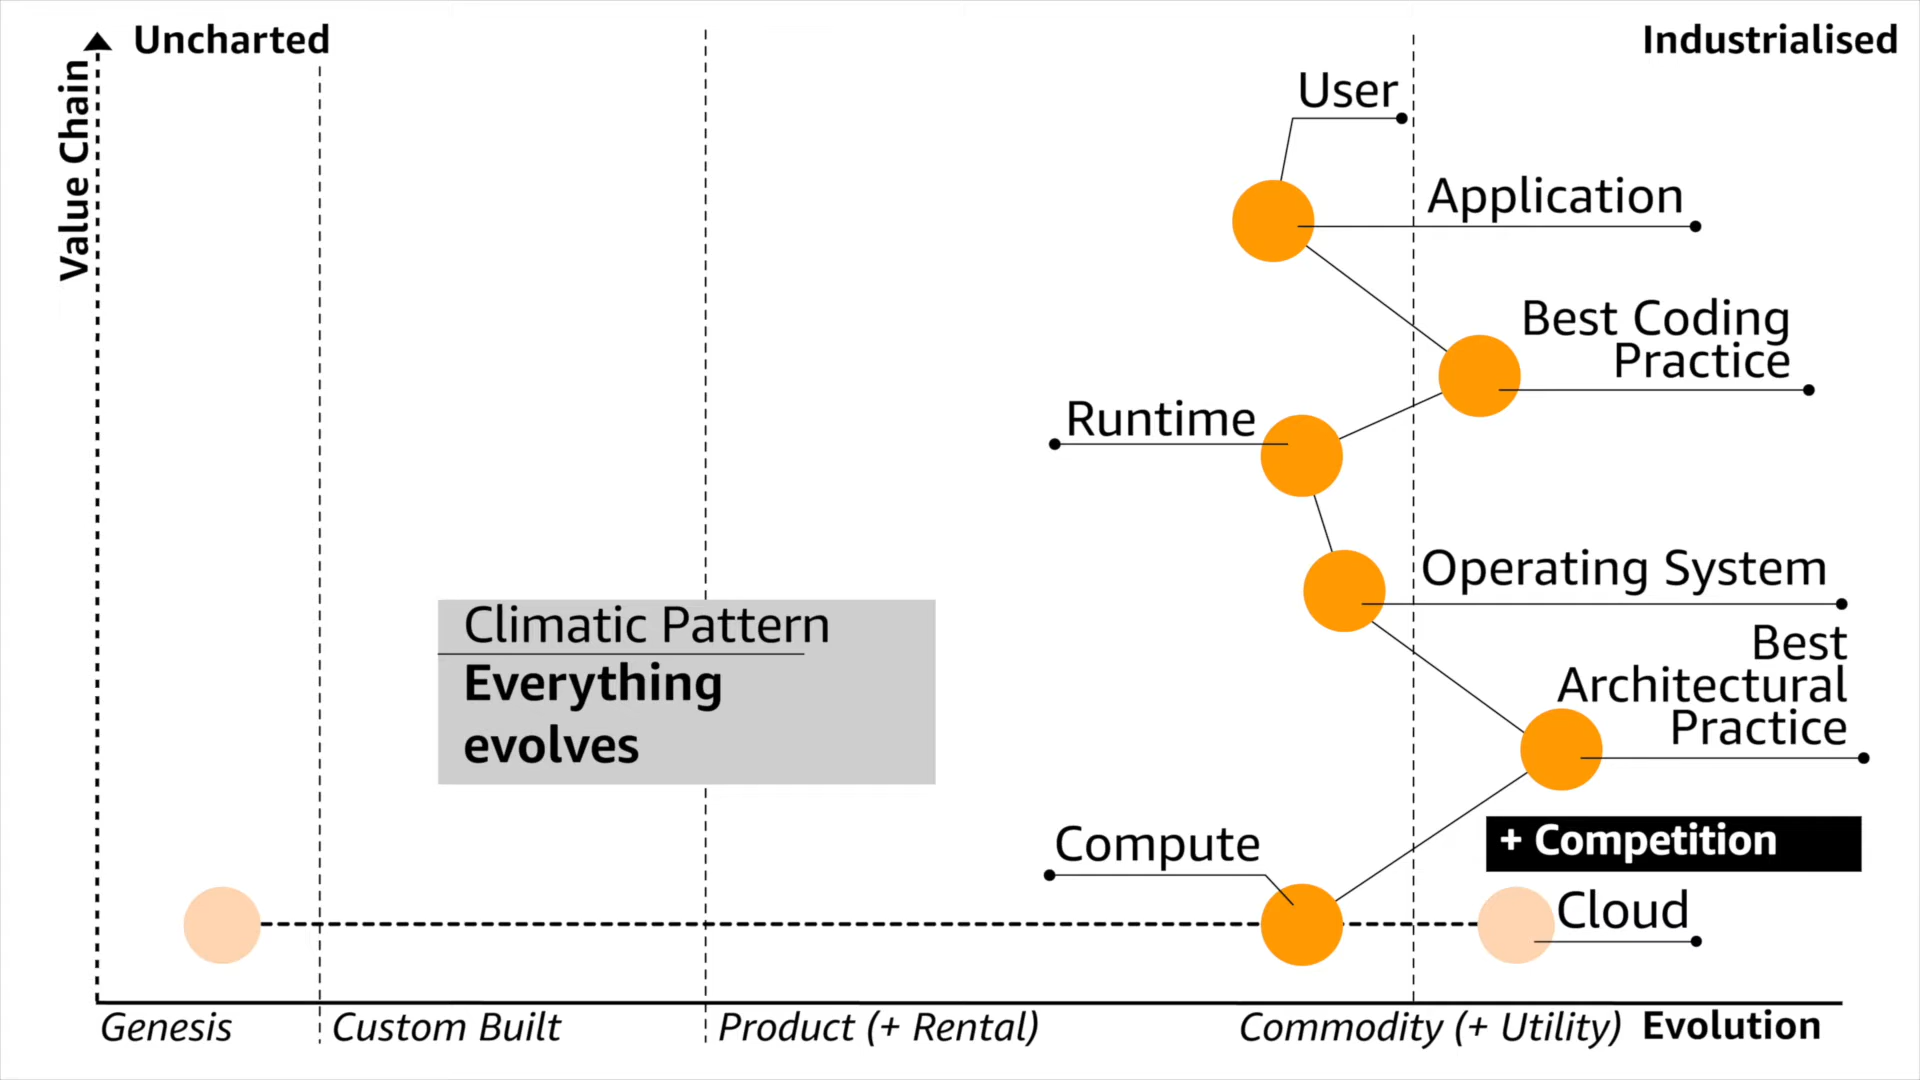 Uncharted
Industrialised
Value Chain
User
Application
Best Coding
Practice
Runtime
Operating System
Best
Architectural
Practice
Climatic Pattern
Everything
evolves
+ Competition
Compute
Cloud
Genesis
Custom Built
Product (+ Rental)
Commodity (+ Utility)
Evolution